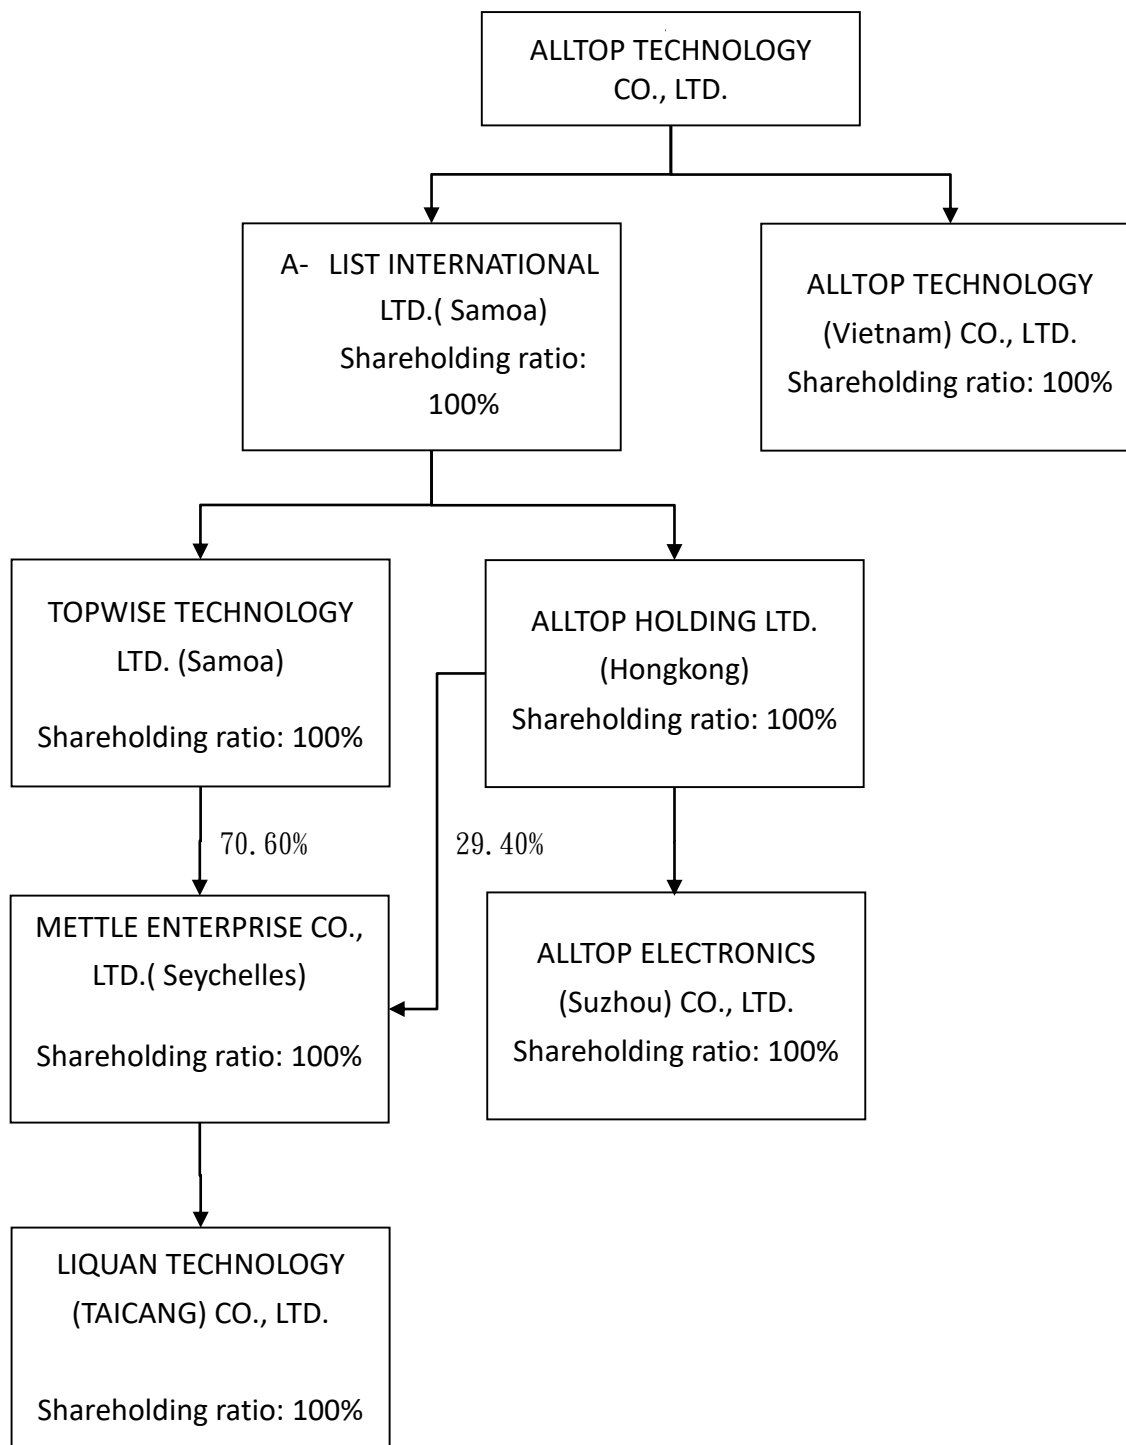 ALLTOP TECHNOLOGY
CO., LTD.
A- LIST INTERNATIONAL
LTD.( Samoa)
Shareholding ratio:
100%
ALLTOP TECHNOLOGY
(Vietnam) CO., LTD.
Shareholding ratio: 100%
TOPWISE TECHNOLOGY
LTD. (Samoa)
Shareholding ratio: 100%
ALLTOP HOLDING LTD.
(Hongkong)
Shareholding ratio: 100%
70.60%
29.40%
METTLE ENTERPRISE CO.,
LTD.( Seychelles)
Shareholding ratio: 100%
ALLTOP ELECTRONICS
(Suzhou) CO., LTD.
Shareholding ratio: 100%
LIQUAN TECHNOLOGY
(TAICANG) CO., LTD.
Shareholding ratio: 100%